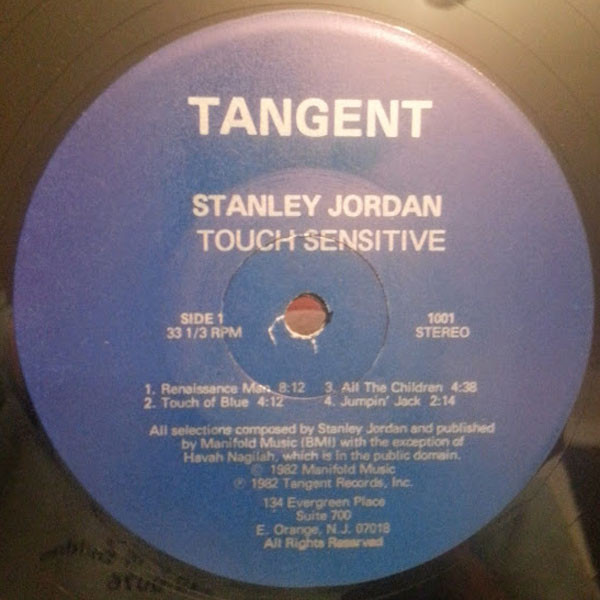 TANGENT
STANLEY JORDAN
TOUCH SENSITIVE
SIDE 1 1001
33 1/3 RPM STEREO
1. Renaissance Man 8:12 3. All The Children 4:38
2. Touch of Blue 4:12 4. Jumpin' Jack 2:14
All selections composed by Stanley Jordan and published
by Manifold Music (BMI) with the exception of
Havah Nagilah, which is in the public domain.
© 1982 Manifold Music
℗ 1982 Tangent Records, Inc.
134 Evergreen Place
Suite 700
E. Orange, N.J. 07018
All Rights Reserved